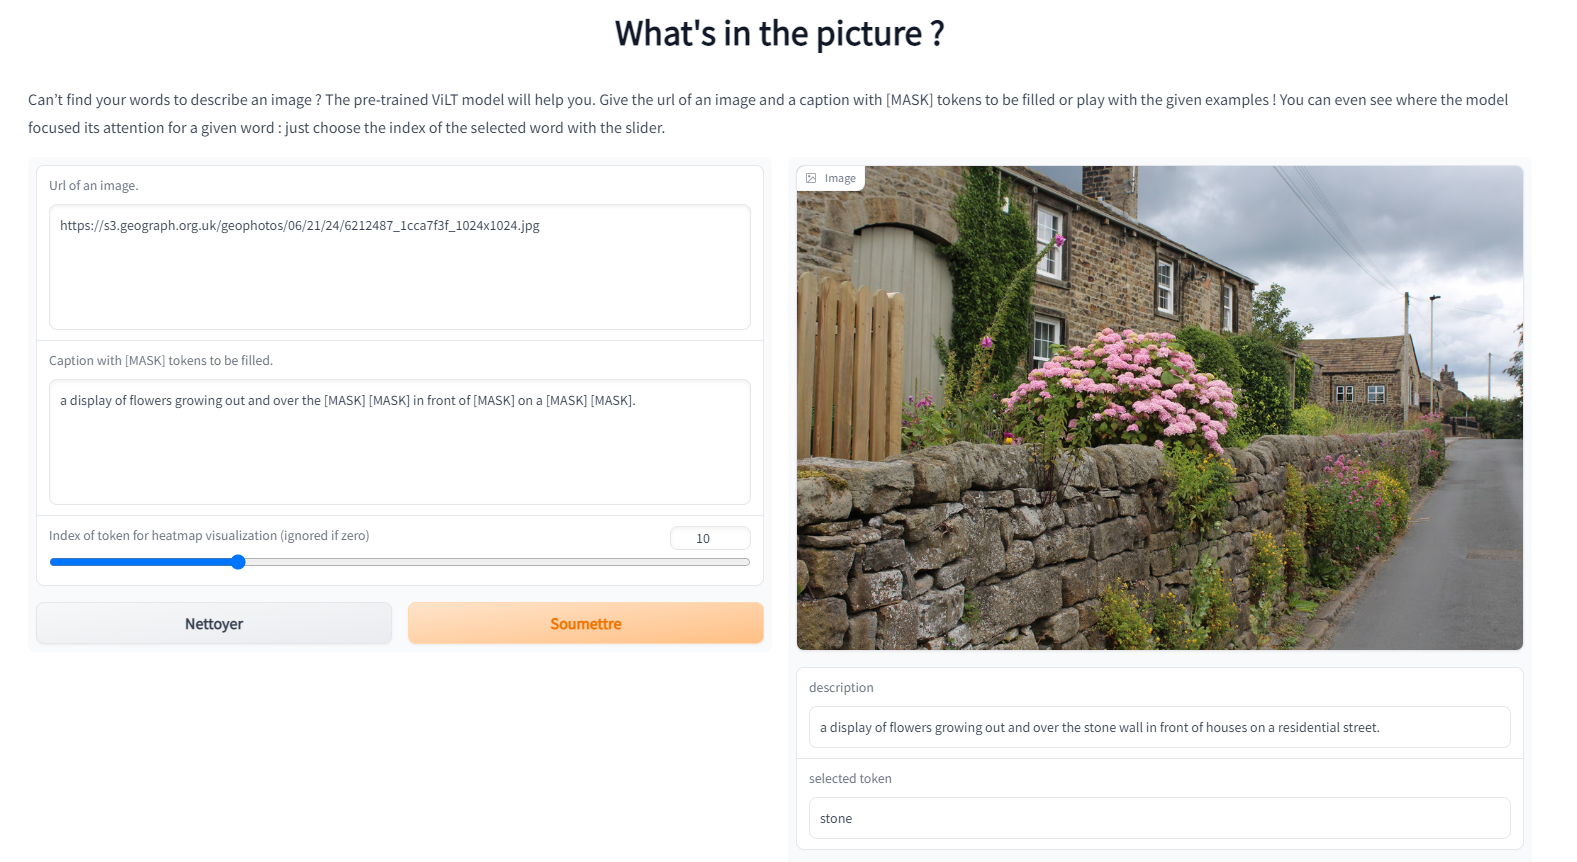 What's in the picture ?
Can't find your words to describe an image ? The pre-trained ViLT model will help you. Give the url of an image and a caption with [MASK] tokens to be filled or play with the given examples ! You can even see where the model
focused its attention for a given word : just choose the index of the selected word with the slider.
Url of an image.
https://s3.geograph.org.uk/geophotos/06/21/24/6212487_1cca7f3f_1024x1024.jpg
Caption with [MASK] tokens to be filled.
a display of flowers growing out and over the [MASK] [MASK] in front of [MASK] on a [MASK] [MASK].
Index of token for heatmap visualization (ignored if zero)
10
Nettoyer
Soumettre
Image
description
a display of flowers growing out and over the stone wall in front of houses on a residential street.
selected token
stone